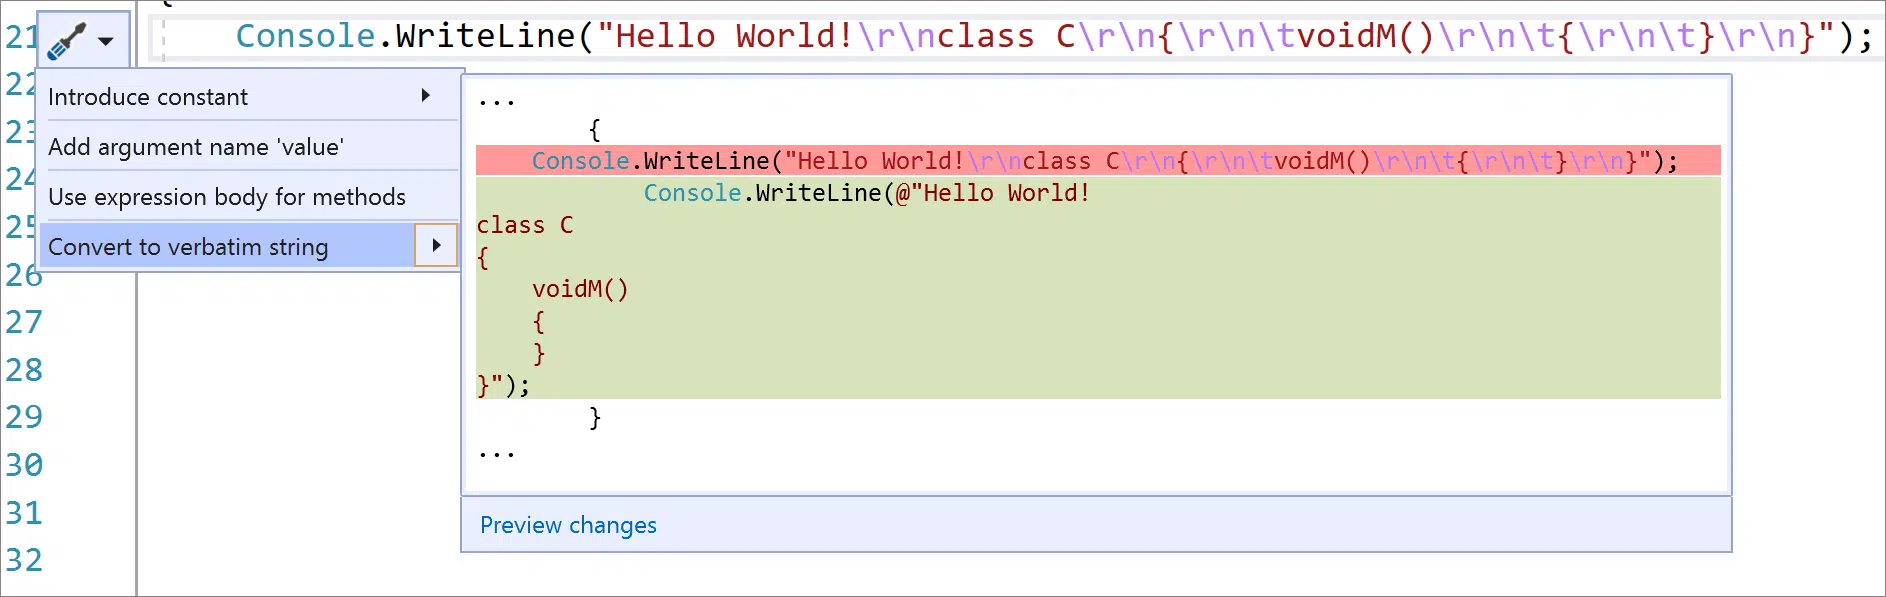 {
21 Console.WriteLine("Hello World!\r\nclass C\r\n{\r\n\tvoidM()\r\n\t{\r\n\t}\r\n}");
22
Introduce constant
23
Add argument name 'value'
24
Use expression body for methods
25
Convert to verbatim string
26
27
28
29
30
31
32
...
{
Console.WriteLine("Hello World!\r\nclass C\r\n{\r\n\tvoidM()\r\n\t{\r\n\t}\r\n}");
Console.WriteLine(@"Hello World!
class C
{
voidM()
{
}
}");
}
...
Preview changes